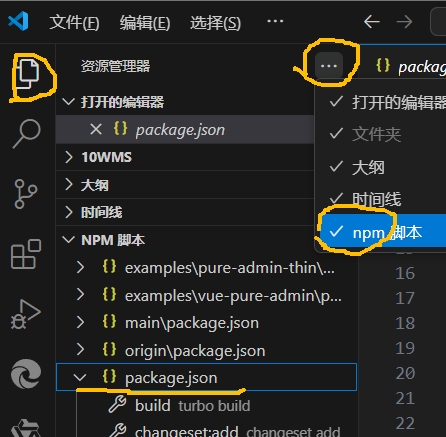 文件(F) 编辑(E) 选择(S) ···
资源管理器 ···
打开的编辑器
package.json
10WMS
大纲
时间线
NPM 脚本
examples\pure-admin-thin\...
examples\vue-pure-admin\p...
main\package.json
origin\package.json
package.json
build turbo build
changeset:add changeset add
{} packag
打开的编辑器
文件夹
大纲
时间线
npm 脚本
15
16
17
18
19
20
21
22